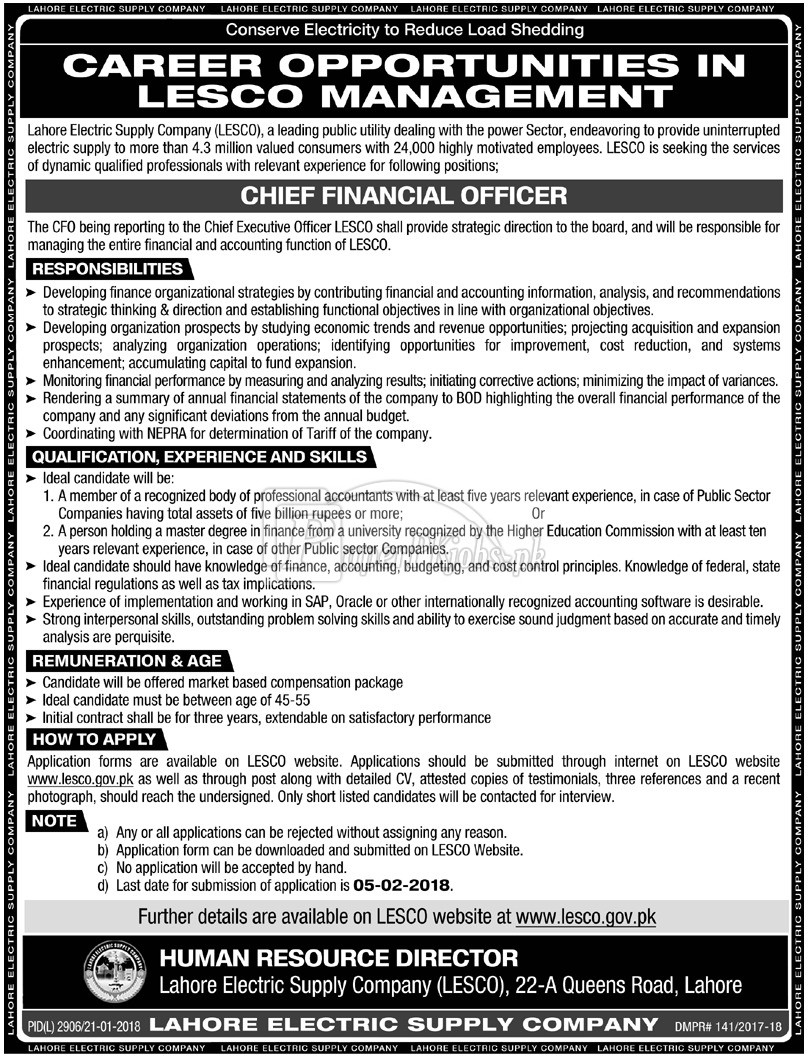 LAHORE ELECTRIC SUPPLY COMPANY LAHORE ELECTRIC SUPPLY COMPANY LAHORE ELECTRIC SUPPLY COMPANY LAHORE ELECTRIC SUPPLY COMPANY
Conserve Electricity to Reduce Load Shedding
CAREER OPPORTUNITIES IN
LESCO MANAGEMENT
Lahore Electric Supply Company (LESCO), a leading public utility dealing with the power Sector, endeavoring to provide uninterrupted
electric supply to more than 4.3 million valued consumers with 24,000 highly motivated employees. LESCO is seeking the services
of dynamic qualified professionals with relevant experience for following positions;
CHIEF FINANCIAL OFFICER
The CFO being reporting to the Chief Executive Officer LESCO shall provide strategic direction to the board, and will be responsible for
managing the entire financial and accounting function of LESCO.
RESPONSIBILITIES
➤ Developing finance organizational strategies by contributing financial and accounting information, analysis, and recommendations
to strategic thinking & direction and establishing functional objectives in line with organizational objectives.
➤ Developing organization prospects by studying economic trends and revenue opportunities; projecting acquisition and expansion
prospects; analyzing organization operations; identifying opportunities for improvement, cost reduction, and systems
enhancement; accumulating capital to fund expansion.
➤ Monitoring financial performance by measuring and analyzing results; initiating corrective actions; minimizing the impact of variances.
➤ Rendering a summary of annual financial statements of the company to BOD highlighting the overall financial performance of the
company and any significant deviations from the annual budget.
➤ Coordinating with NEPRA for determination of Tariff of the company.
QUALIFICATION, EXPERIENCE AND SKILLS
➤ Ideal candidate will be:
1. A member of a recognized body of professional accountants with at least five years relevant experience, in case of Public Sector
Companies having total assets of five billion rupees or more; Or
2. A person holding a master degree in finance from a university recognized by the Higher Education Commission with at least ten
years relevant experience, in case of other Public sector Companies.
➤ Ideal candidate should have knowledge of finance, accounting, budgeting, and cost control principles. Knowledge of federal, state
financial regulations as well as tax implications.
➤ Experience of implementation and working in SAP, Oracle or other internationally recognized accounting software is desirable.
➤ Strong interpersonal skills, outstanding problem solving skills and ability to exercise sound judgment based on accurate and timely
analysis are perquisite.
REMUNERATION & AGE
➤ Candidate will be offered market based compensation package
➤ Ideal candidate must be between age of 45-55
➤ Initial contract shall be for three years, extendable on satisfactory performance
HOW TO APPLY
Application forms are available on LESCO website. Applications should be submitted through internet on LESCO website
www.lesco.gov.pk as well as through post along with detailed CV, attested copies of testimonials, three references and a recent
photograph, should reach the undersigned. Only short listed candidates will be contacted for interview.
NOTE
a) Any or all applications can be rejected without assigning any reason.
b) Application form can be downloaded and submitted on LESCO Website.
c) No application will be accepted by hand.
d) Last date for submission of application is 05-02-2018.
Further details are available on LESCO website at www.lesco.gov.pk
HUMAN RESOURCE DIRECTOR
Lahore Electric Supply Company (LESCO), 22-A Queens Road, Lahore
PID(L) 2906/21-01-2018 LAHORE ELECTRIC SUPPLY COMPANY DMPR# 141/2017-18
LAHORE ELECTRIC SUPPLY COMPANY LAHORE ELECTRIC SUPPLY COMPANY LAHORE ELECTRIC SUPPLY COMPANY LAHORE ELECTRIC SUPPLY COMPANY
LAHORE ELECTRIC SUPPLY COMPANY LAHORE ELECTRIC SUPPLY COMPANY LAHORE ELECTRIC SUPPLY COMPANY LAHORE ELECTRIC SUPPLY COMPANY
LAHORE ELECTRIC SUPPLY COMPANY LAHORE ELECTRIC SUPPLY COMPANY LAHORE ELECTRIC SUPPLY COMPANY LAHORE ELECTRIC SUPPLY COMPANY